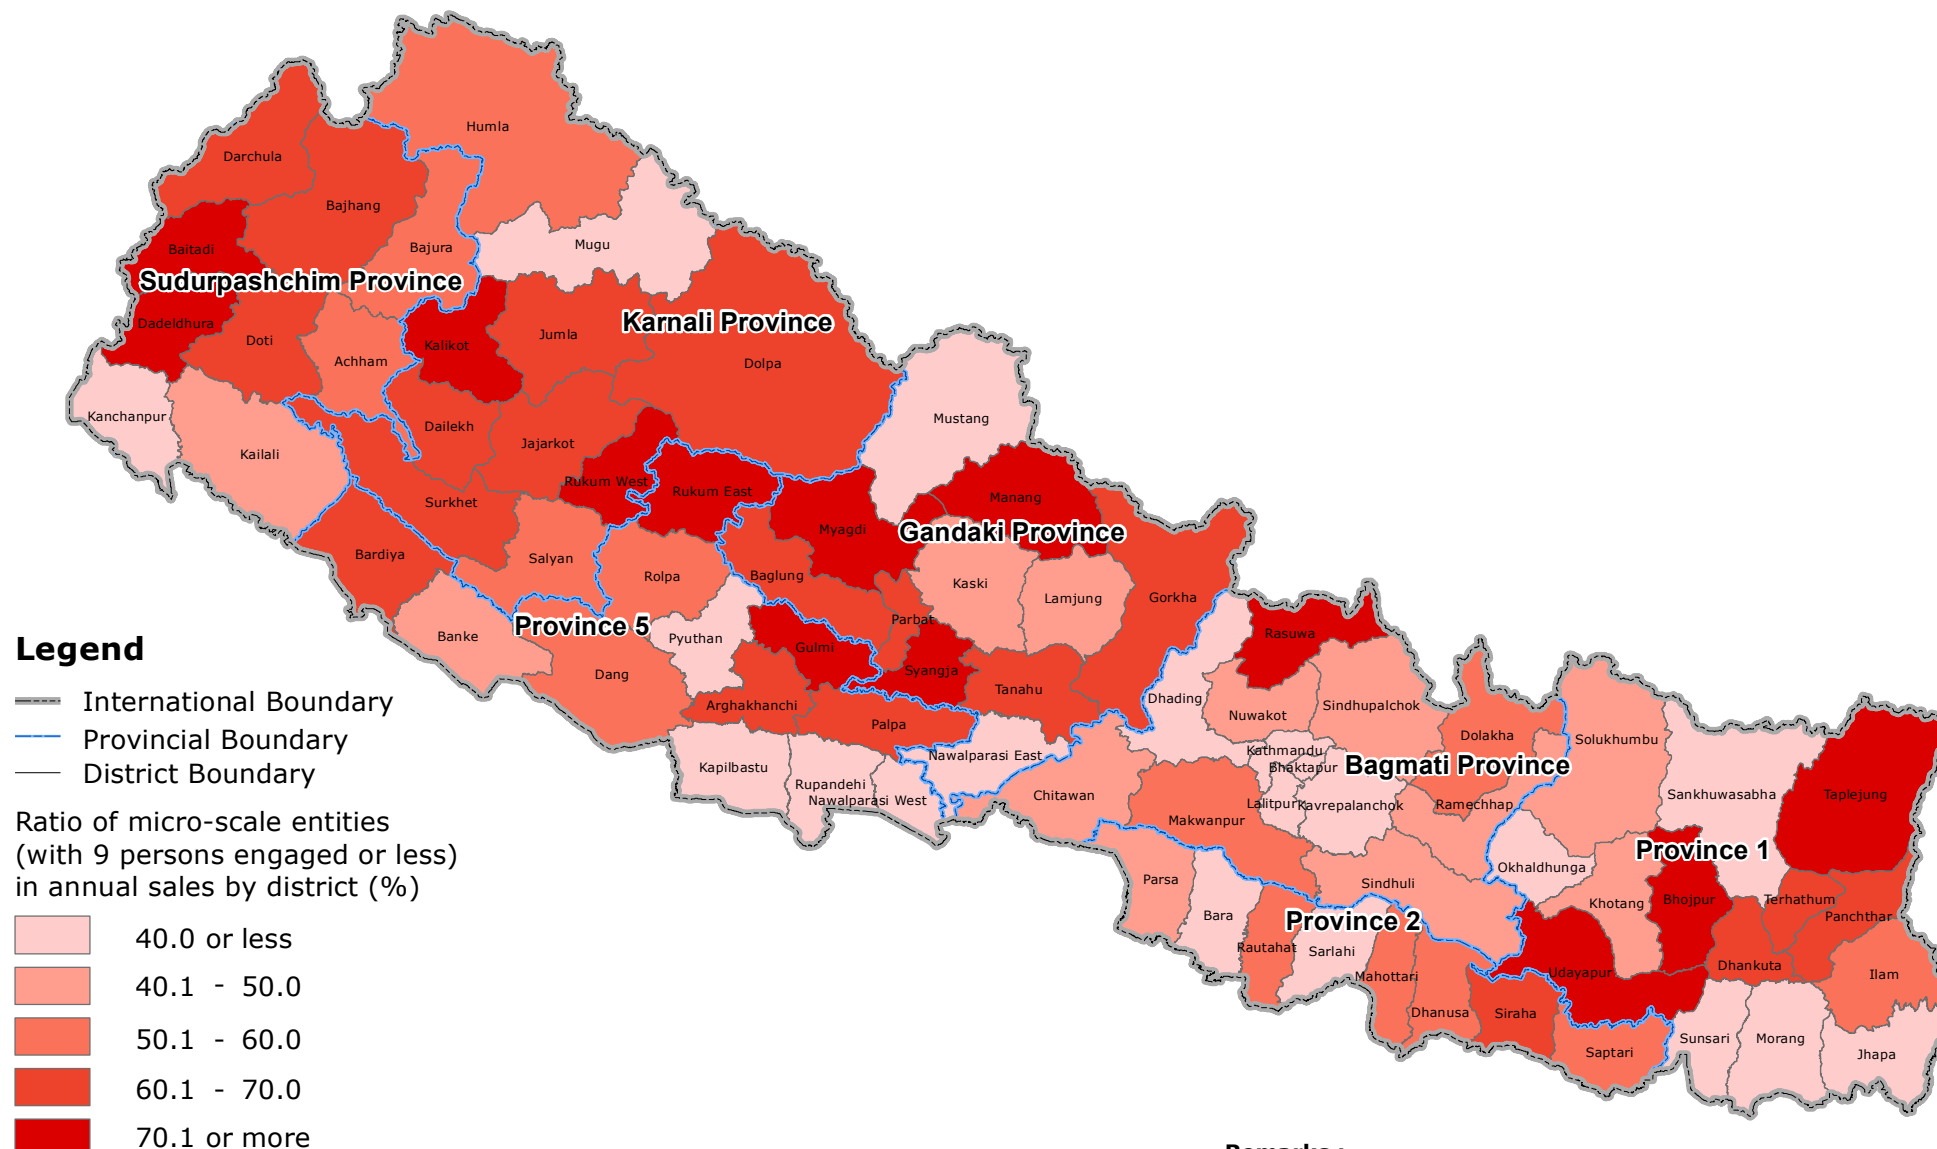 Humla
Darchula
Bajhang
Mugu
Bajura
Baitadi
Sudurpashchim Province
Karnali Province
Dadeldhura
Doti
Jumla
Kalikot
Achham
Dolpa
Kanchanpur
Mustang
Dailekh
Jajarkot
Kailali
Rukum West
Rukum East
Manang
Surkhet
Myagdi
Gandaki Province
Bardiya
Salyan
Rolpa
Baglung
Kaski
Lamjung
Gorkha
Parbat
Province 5
Banke
Pyuthan
Rasuwa
Gulmi
Syangja
Dang
Tanahu
Dhading
Arghakhanchi
Nuwakot
Sindhupalchok
Palpa
Dolakha
Solukhumbu
Kathmandu
Nawalparasi East
Kapilbastu
Bhaktapur
Bagmati Province
Rupandehi
Chitawan
Sankhuwasabha
Taplejung
Nawalparasi West
Lalitpur
Kavrepalanchok
Ramechhap
Makwanpur
Province 1
Okhaldhunga
Parsa
Sindhuli
Khotang
Bhojpur
Terhathum
Bara
Province 2
Panchthar
Rautahat
Sarlahi
Dhankuta
Mahottari
Udayapur
Ilam
Dhanusa
Siraha
Saptari
Sunsari
Morang
Jhapa
Legend
International Boundary
Provincial Boundary
District Boundary
Ratio of micro-scale entities
(with 9 persons engaged or less)
in annual sales by district (%)
40.0 or less
40.1 - 50.0
50.1 - 60.0
60.1 - 70.0
70.1 or more
Remarks :